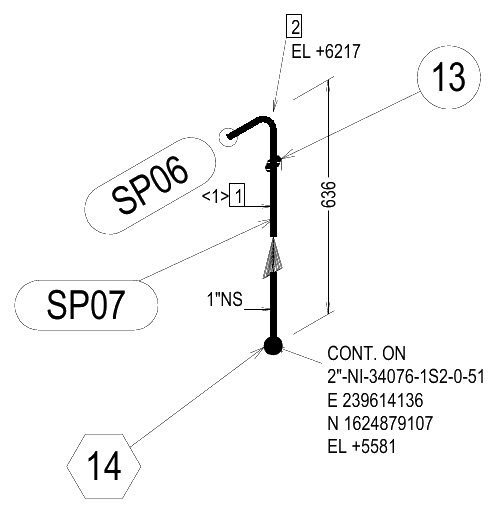 2
EL +6217
13
SP06
<1> 1
636
SP07
1"NS
CONT. ON
2"-NI-34076-1S2-0-51
E 239614136
N 1624879107
EL +5581
14